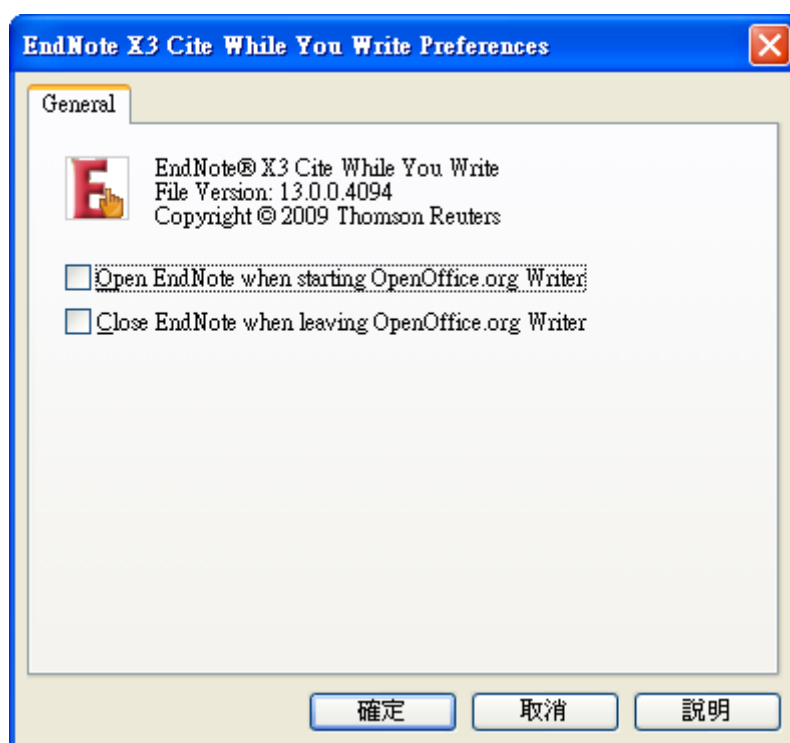 EndNote X3 Cite While You Write Preferences
General
EndNote® X3 Cite While You Write
File Version: 13.0.0.4094
Copyright © 2009 Thomson Reuters
Open EndNote when starting OpenOffice.org Writer
Close EndNote when leaving OpenOffice.org Writer
確定 取消 說明